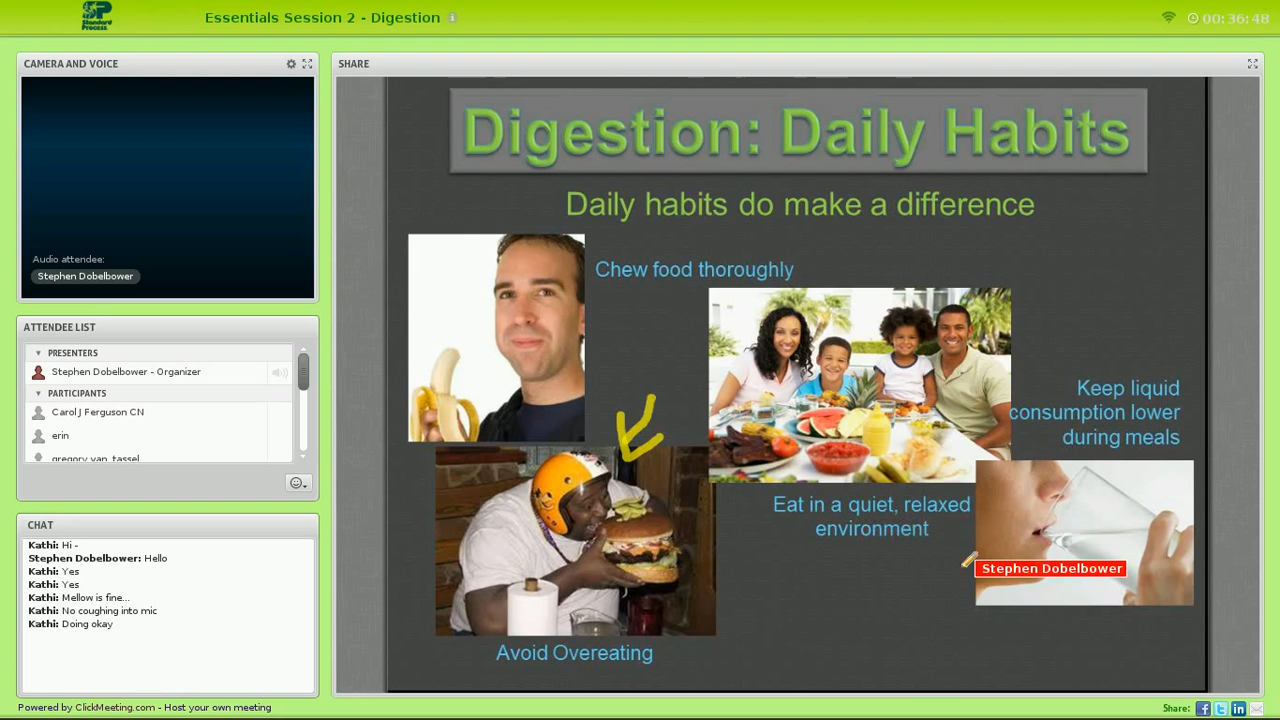 SP
Standard
Process
Essentials Session 2 - Digestion
00:36:48
CAMERA AND VOICE
Audio attendee:
Stephen Dobelbower
ATTENDEE LIST
PRESENTERS
Stephen Dobelbower - Organizer
PARTICIPANTS
Carol J Ferguson CN
erin
gregory van_tassel
CHAT
Kathi: Hi -
Stephen Dobelbower: Hello
Kathi: Yes
Kathi: Yes
Kathi: Mellow is fine...
Kathi: No coughing into mic
Kathi: Doing okay
SHARE
Digestion: Daily Habits
Daily habits do make a difference
Chew food thoroughly
Keep liquid
consumption lower
during meals
Eat in a quiet, relaxed
environment
Stephen Dobelbower
Avoid Overeating
Powered by ClickMeeting.com - Host your own meeting
Share: